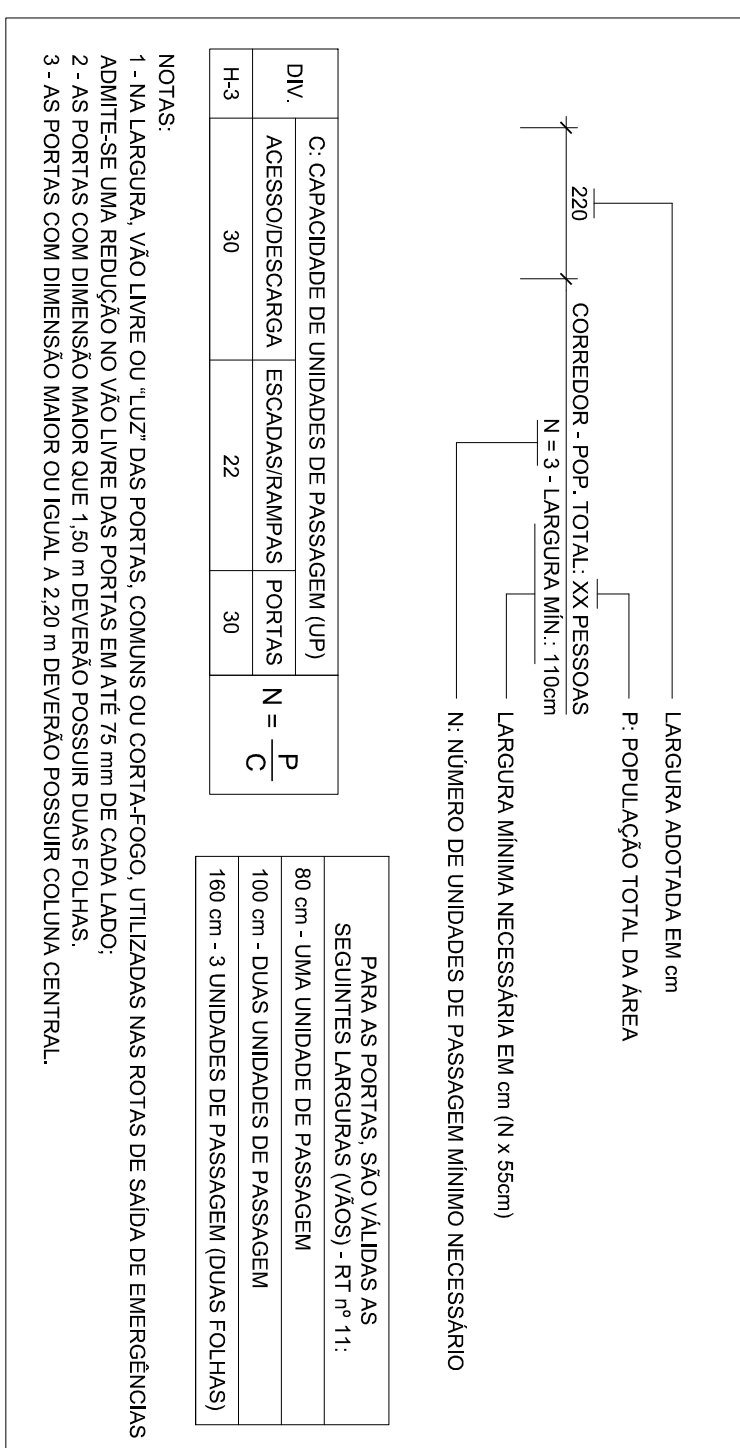 LARGURA ADOTADA EM cm
P: POPULAÇÃO TOTAL DA ÁREA
220
CORREDOR - POP. TOTAL: XX PESSOAS
N = 3 - LARGURA MÍN.: 110cm
LARGURA MÍNIMA NECESSÁRIA EM cm (N x 55cm)
N: NÚMERO DE UNIDADES DE PASSAGEM MÍNIMO NECESSÁRIO
DIV.
C: CAPACIDADE DE UNIDADES DE PASSAGEM (UP)
ACESSO/DESCARGA ESCADAS/RAMPAS PORTAS
H-3 30 22 30
N = P
C
PARA AS PORTAS, SÃO VÁLIDAS AS
SEGUINTES LARGURAS (VÃOS) - RT nº 11:
80 cm - UMA UNIDADE DE PASSAGEM
100 cm - DUAS UNIDADES DE PASSAGEM
160 cm - 3 UNIDADES DE PASSAGEM (DUAS FOLHAS)
NOTAS:
1 - NA LARGURA, VÃO LIVRE OU “LUZ” DAS PORTAS, COMUNS OU CORTA-FOGO, UTILIZADAS NAS ROTAS DE SAÍDA DE EMERGÊNCIAS
ADMITE-SE UMA REDUÇÃO NO VÃO LIVRE DAS PORTAS EM ATÉ 75 mm DE CADA LADO;
2 - AS PORTAS COM DIMENSÃO MAIOR QUE 1,50 m DEVERÃO POSSUIR DUAS FOLHAS.
3 - AS PORTAS COM DIMENSÃO MAIOR OU IGUAL A 2,20 m DEVERÃO POSSUIR COLUNA CENTRAL.